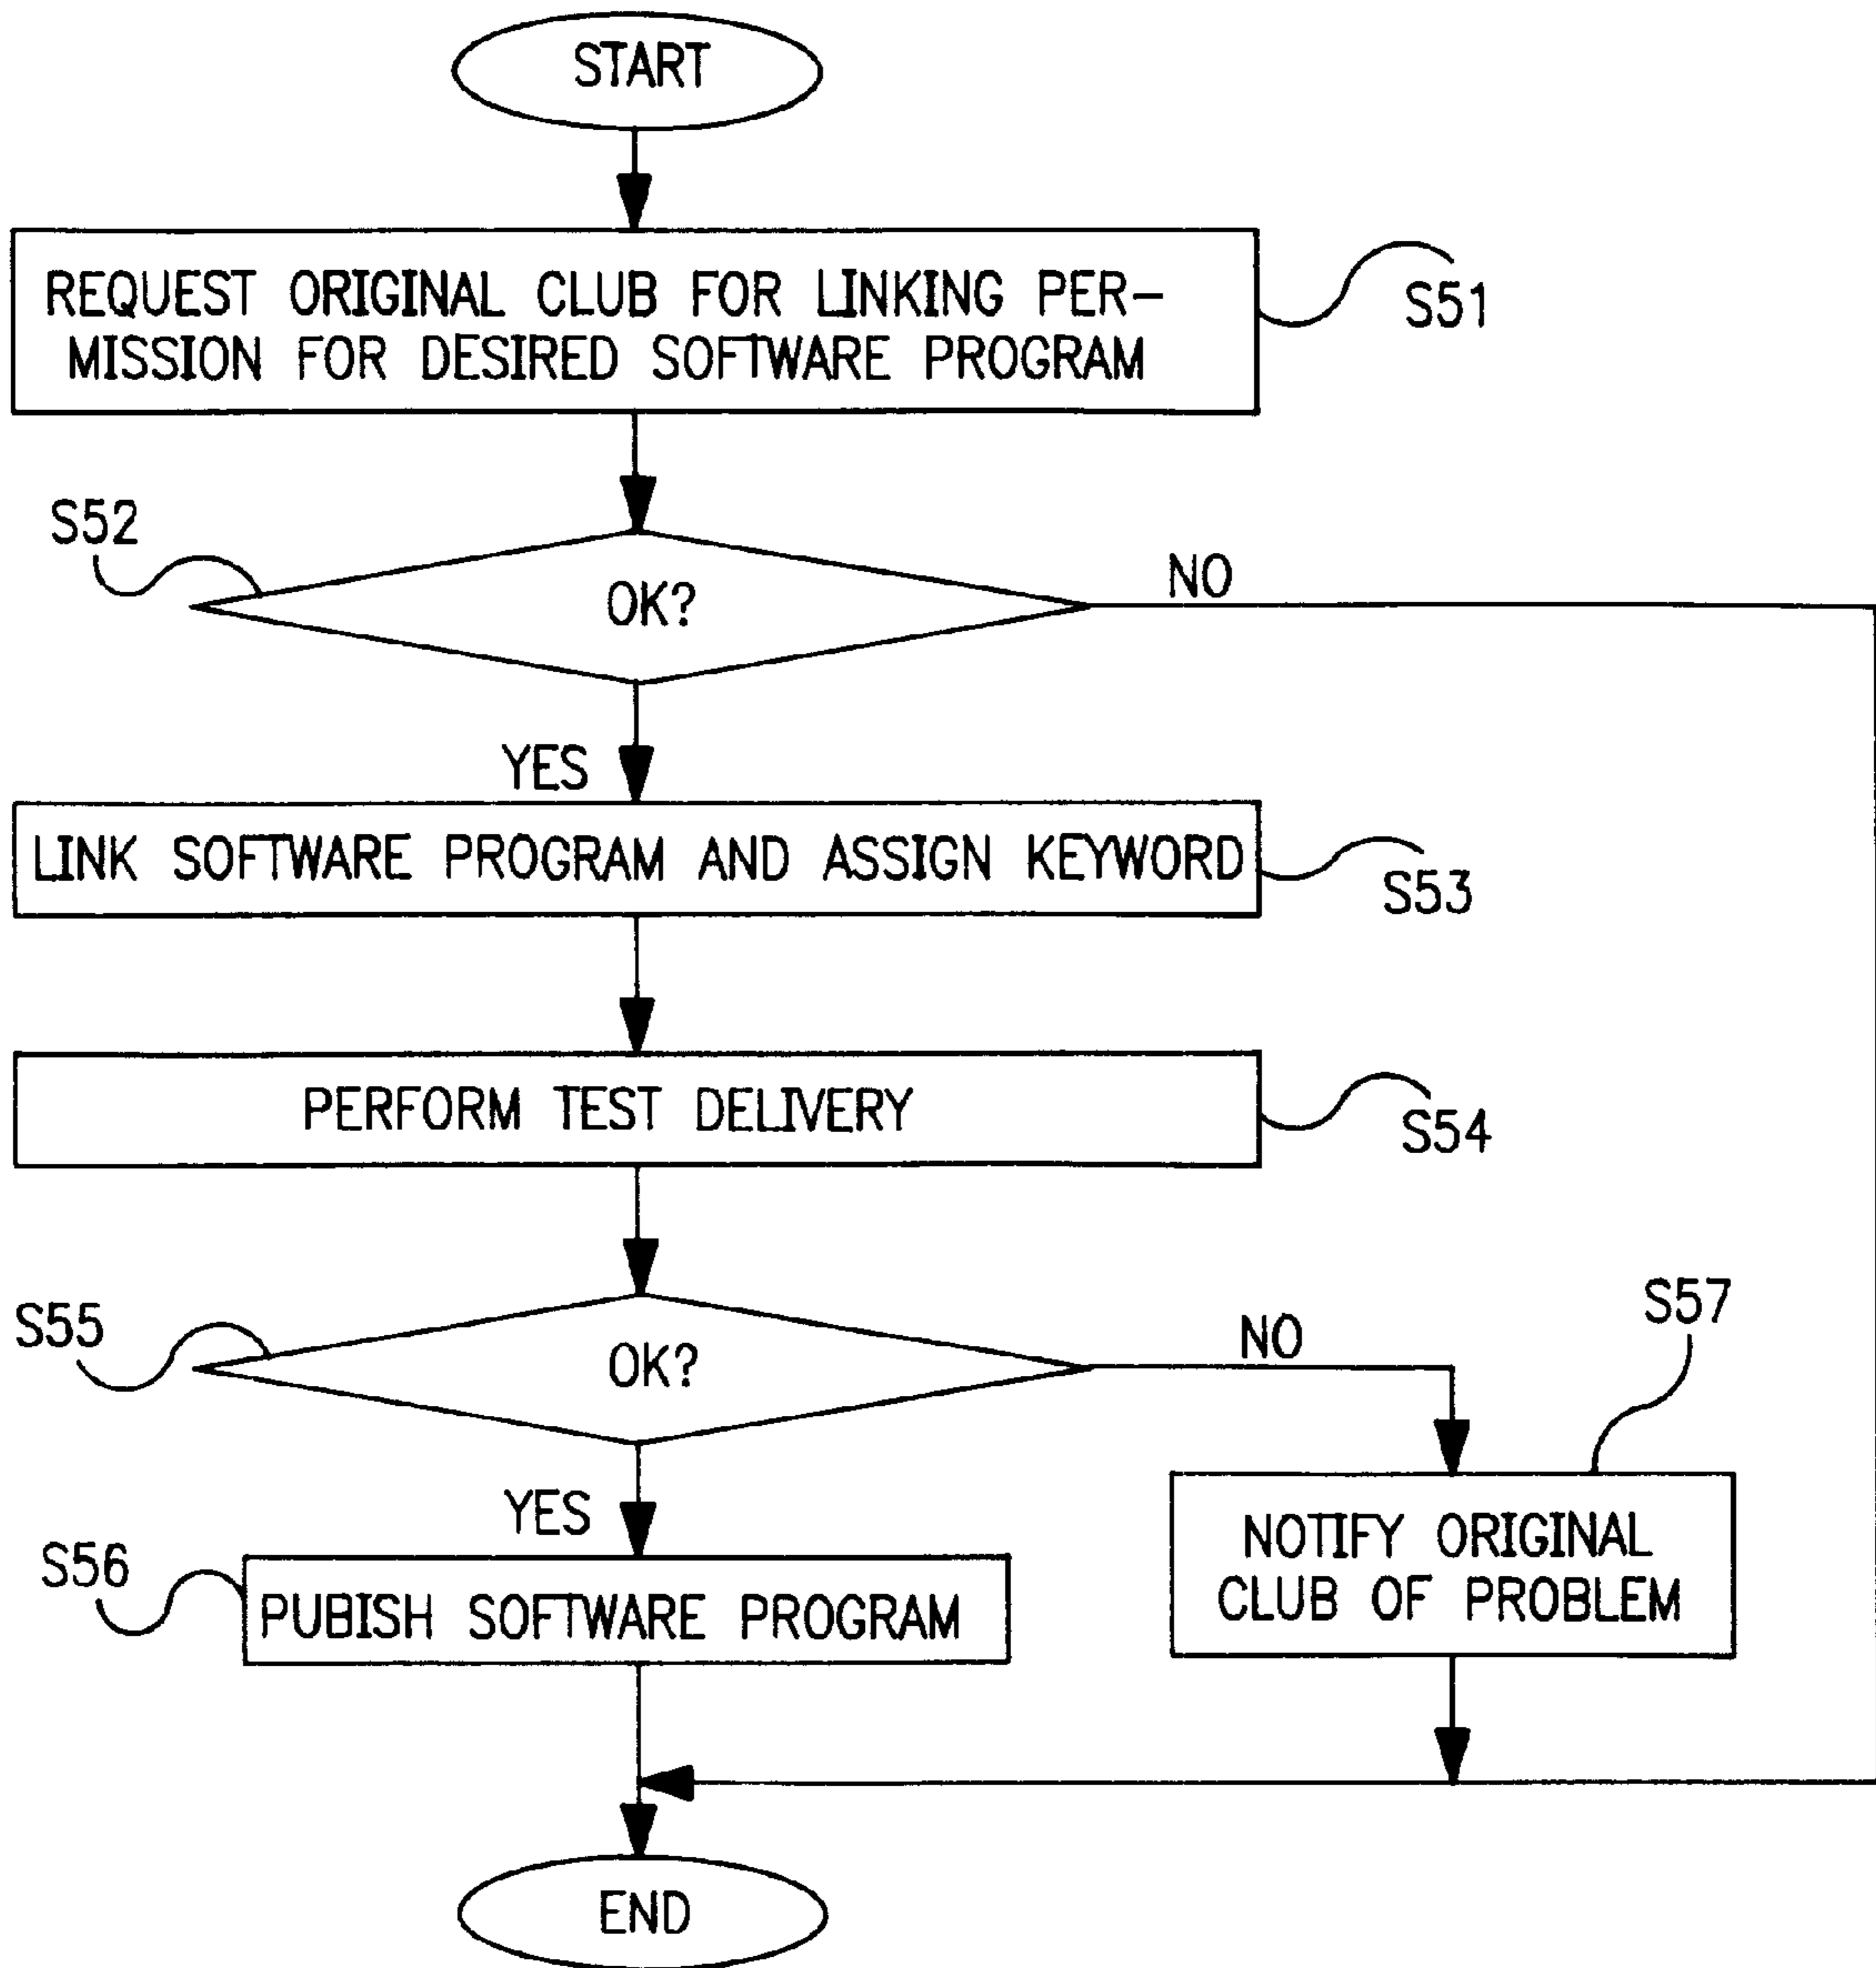 START
REQUEST ORIGINAL CLUB FOR LINKING PER-
MISSION FOR DESIRED SOFTWARE PROGRAM
S51
S52
OK?
NO
YES
LINK SOFTWARE PROGRAM AND ASSIGN KEYWORD
S53
PERFORM TEST DELIVERY
S54
S55
OK?
NO
S57
YES
NOTIFY ORIGINAL
CLUB OF PROBLEM
S56
PUBISH SOFTWARE PROGRAM
END